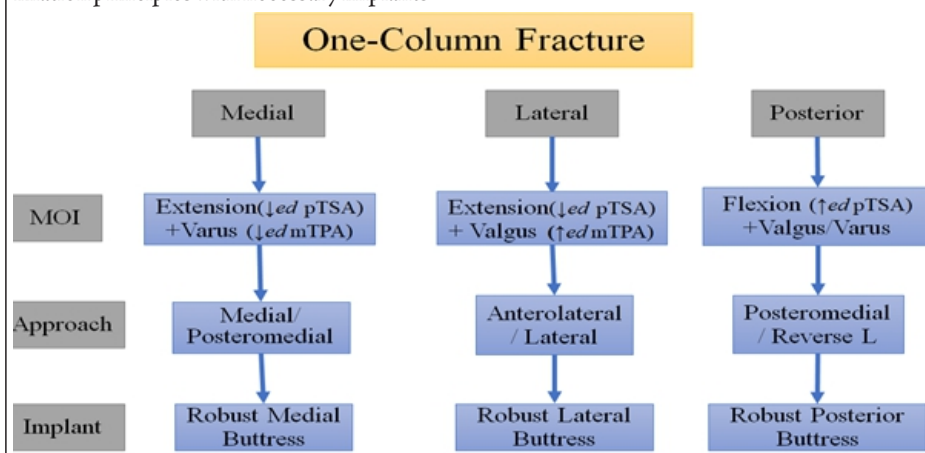 One-Column Fracture
Medial
Lateral
Posterior
MOI
Extension(↓ed pTSA)
+Varus (↓ed mTPA)
Extension(↓ed pTSA)
+ Valgus (↑ed mTPA)
Flexion (↑ed pTSA)
+Valgus/Varus
Approach
Medial/
Posteromedial
Anterolateral
/ Lateral
Posteromedial
/ Reverse L
Implant
Robust Medial
Buttress
Robust Lateral
Buttress
Robust Posterior
Buttress